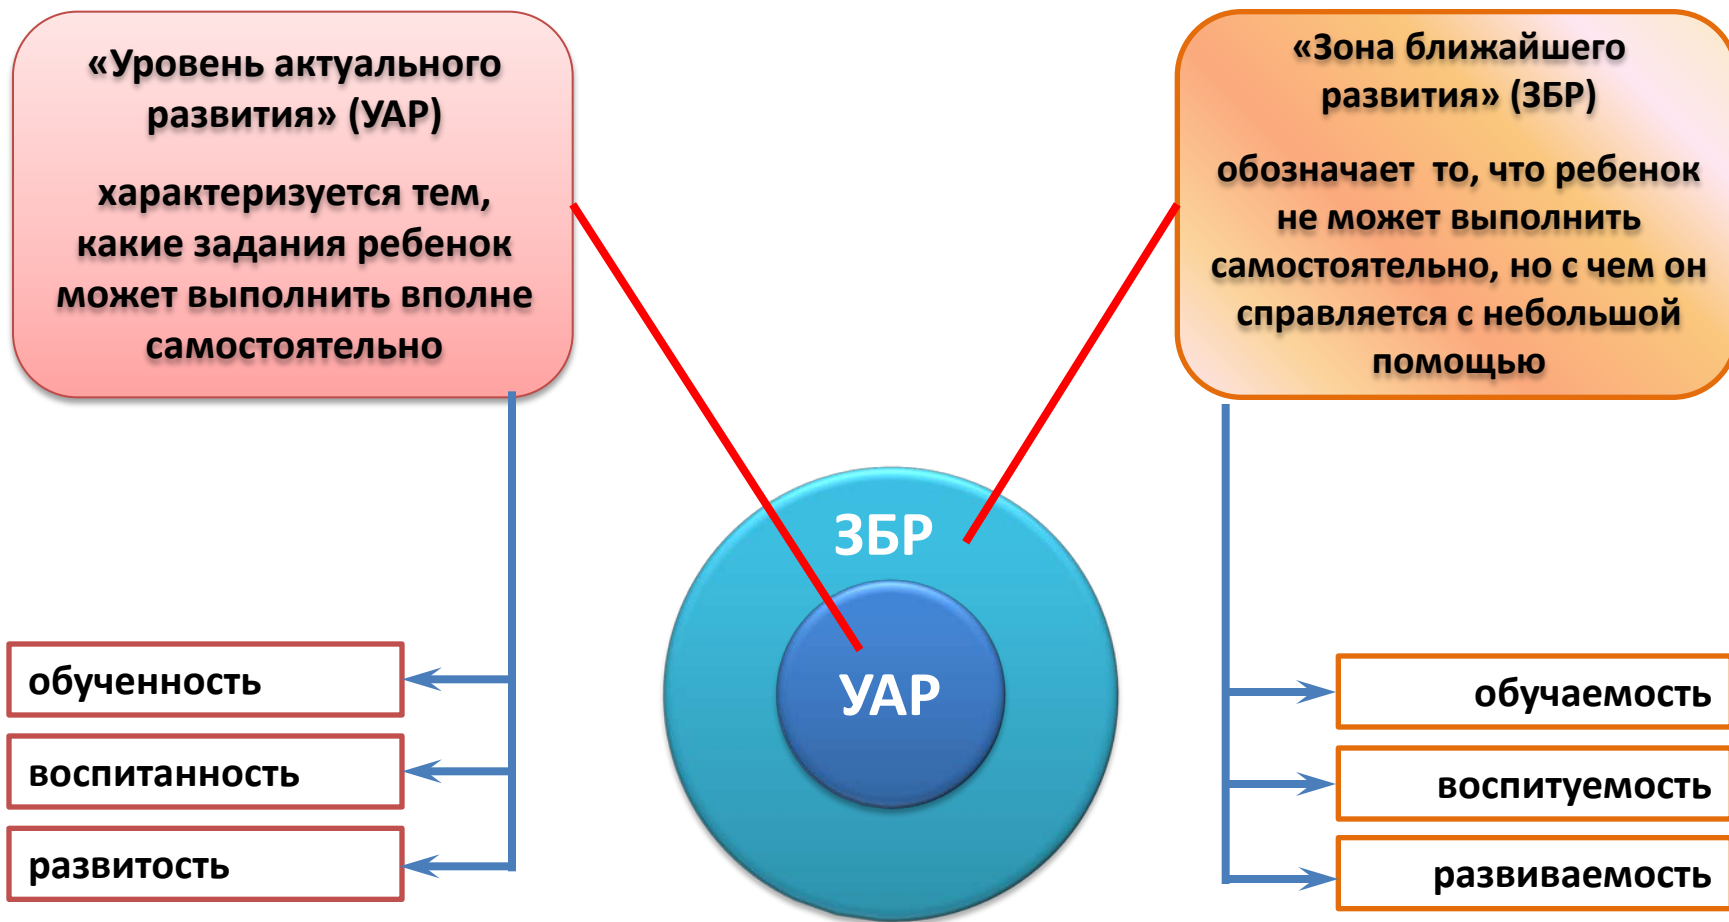 «Уровень актуального
развития» (УАР)
характеризуется тем,
какие задания ребенок
может выполнить вполне
самостоятельно
«Зона ближайшего
развития» (ЗБР)
обозначает то, что ребенок
не может выполнить
самостоятельно, но с чем он
справляется с небольшой
помощью
ЗБР
УАР
обученность
воспитанность
развитость
обучаемость
воспитуемость
развиваемость